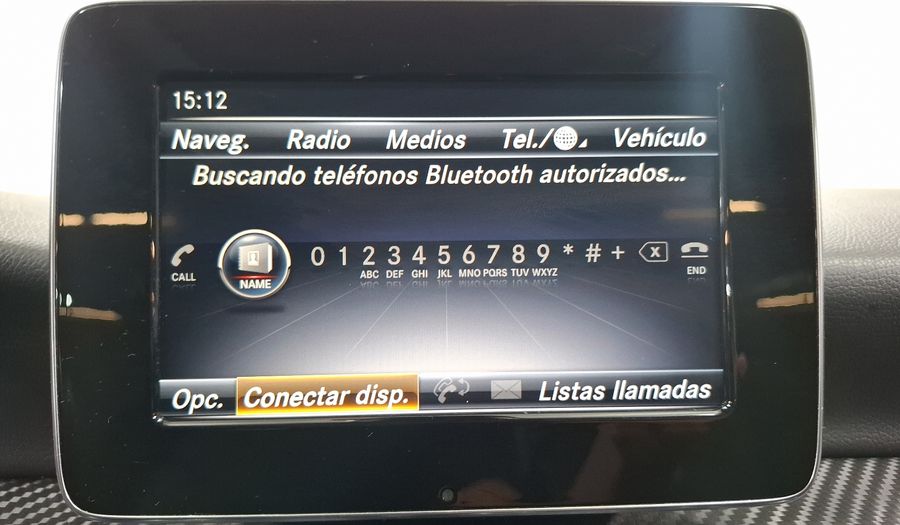 15:12
Naveg. Radio Medios Tel./ Vehículo
Buscando teléfonos Bluetooth autorizados...
0 1 2 3 4 5 6 7 8 9 * # + x
CALL NAME ABC DEF GHI JKL MNO PQRS TUV WXYZ END
Opc. Conectar disp. Listas llamadas